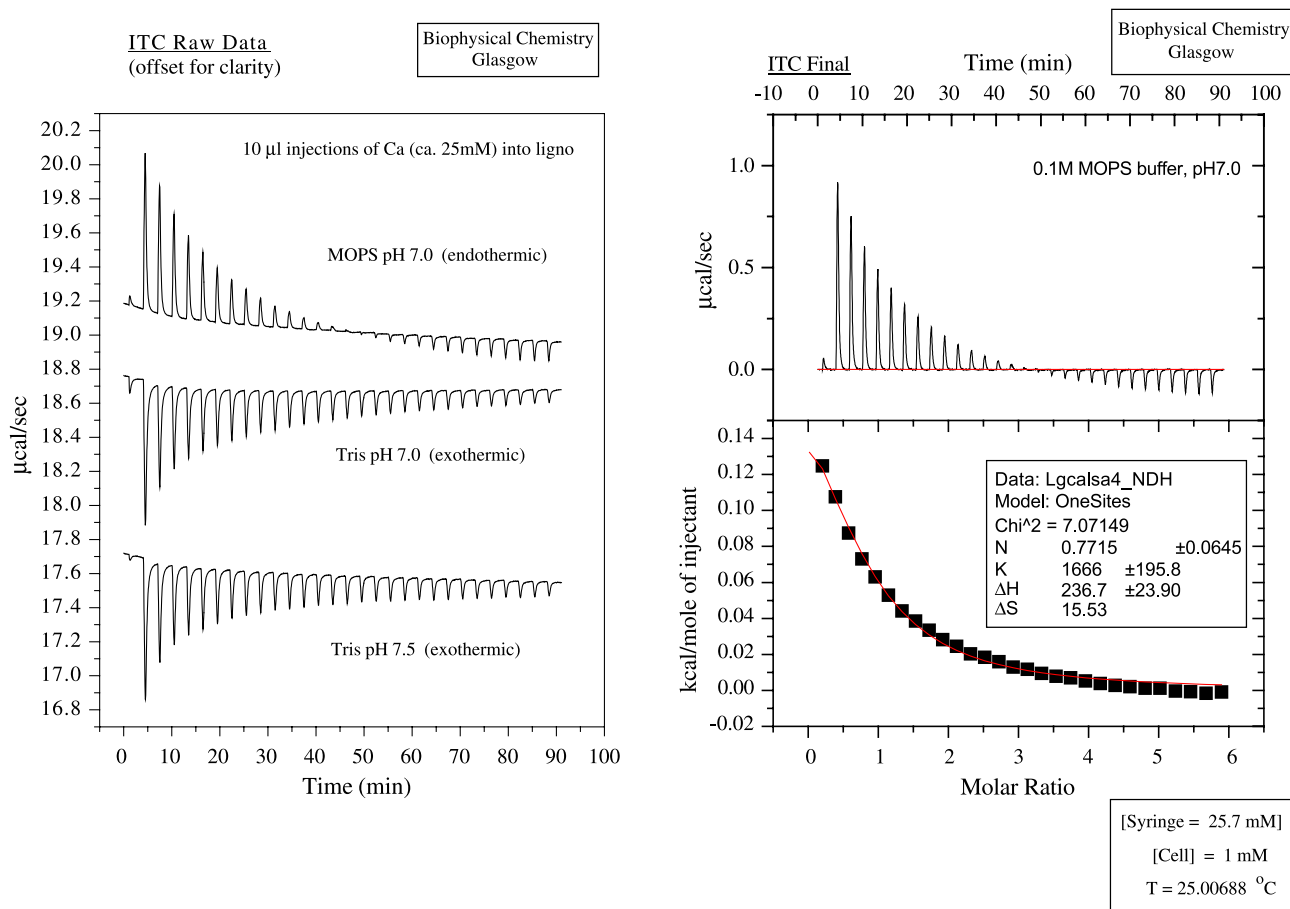 ITC Raw Data
(offset for clarity)
Biophysical Chemistry
Glasgow
10 μl injections of Ca (ca. 25mM) into ligno
MOPS pH 7.0 (endothermic)
Tris pH 7.0 (exothermic)
Tris pH 7.5 (exothermic)
μcal/sec
20.2
20.0
19.8
19.6
19.4
19.2
19.0
18.8
18.6
18.4
18.2
18.0
17.8
17.6
17.4
17.2
17.0
16.8
0 10 20 30 40 50 60 70 80 90 100
Time (min)
Biophysical Chemistry
Glasgow
ITC Final
Time (min)
-10 0 10 20 30 40 50 60 70 80 90 100
0.1M MOPS buffer, pH7.0
μcal/sec
1.0
0.5
0.0
kcal/mole of injectant
0.14
0.12
0.10
0.08
0.06
0.04
0.02
0.00
-0.02
Data: Lgcalsa4_NDH
Model: OneSites
Chi^2 = 7.07149
N 0.7715 ±0.0645
K 1666 ±195.8
ΔH 236.7 ±23.90
ΔS 15.53
0 1 2 3 4 5 6
Molar Ratio
[Syringe = 25.7 mM]
[Cell] = 1 mM
T = 25.00688 °C